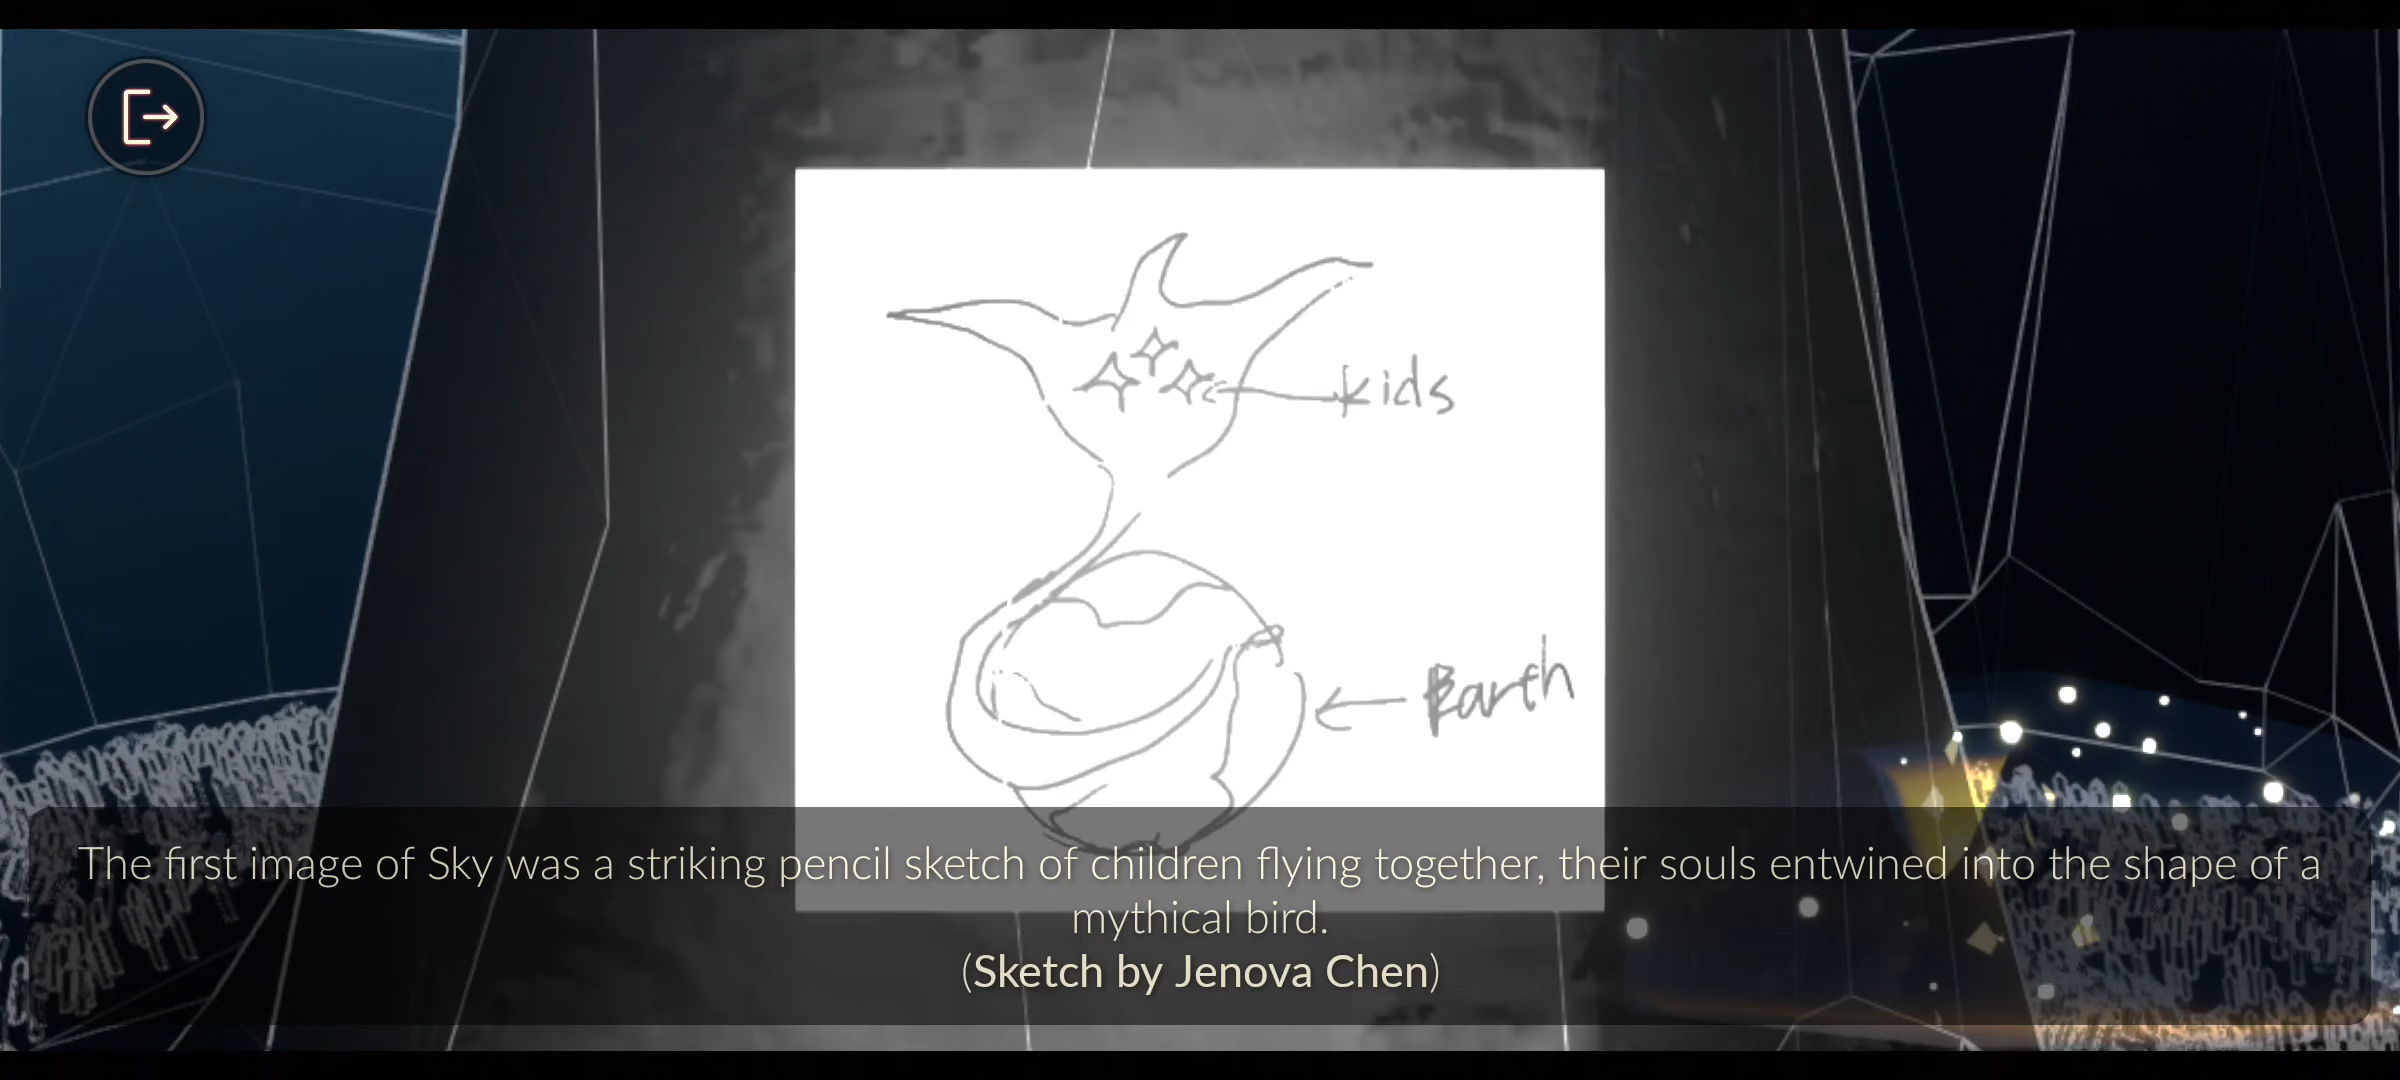 kids
Earth
The first image of Sky was a striking pencil sketch of children flying together, their souls entwined into the shape of a
mythical bird.
(Sketch by Jenova Chen)